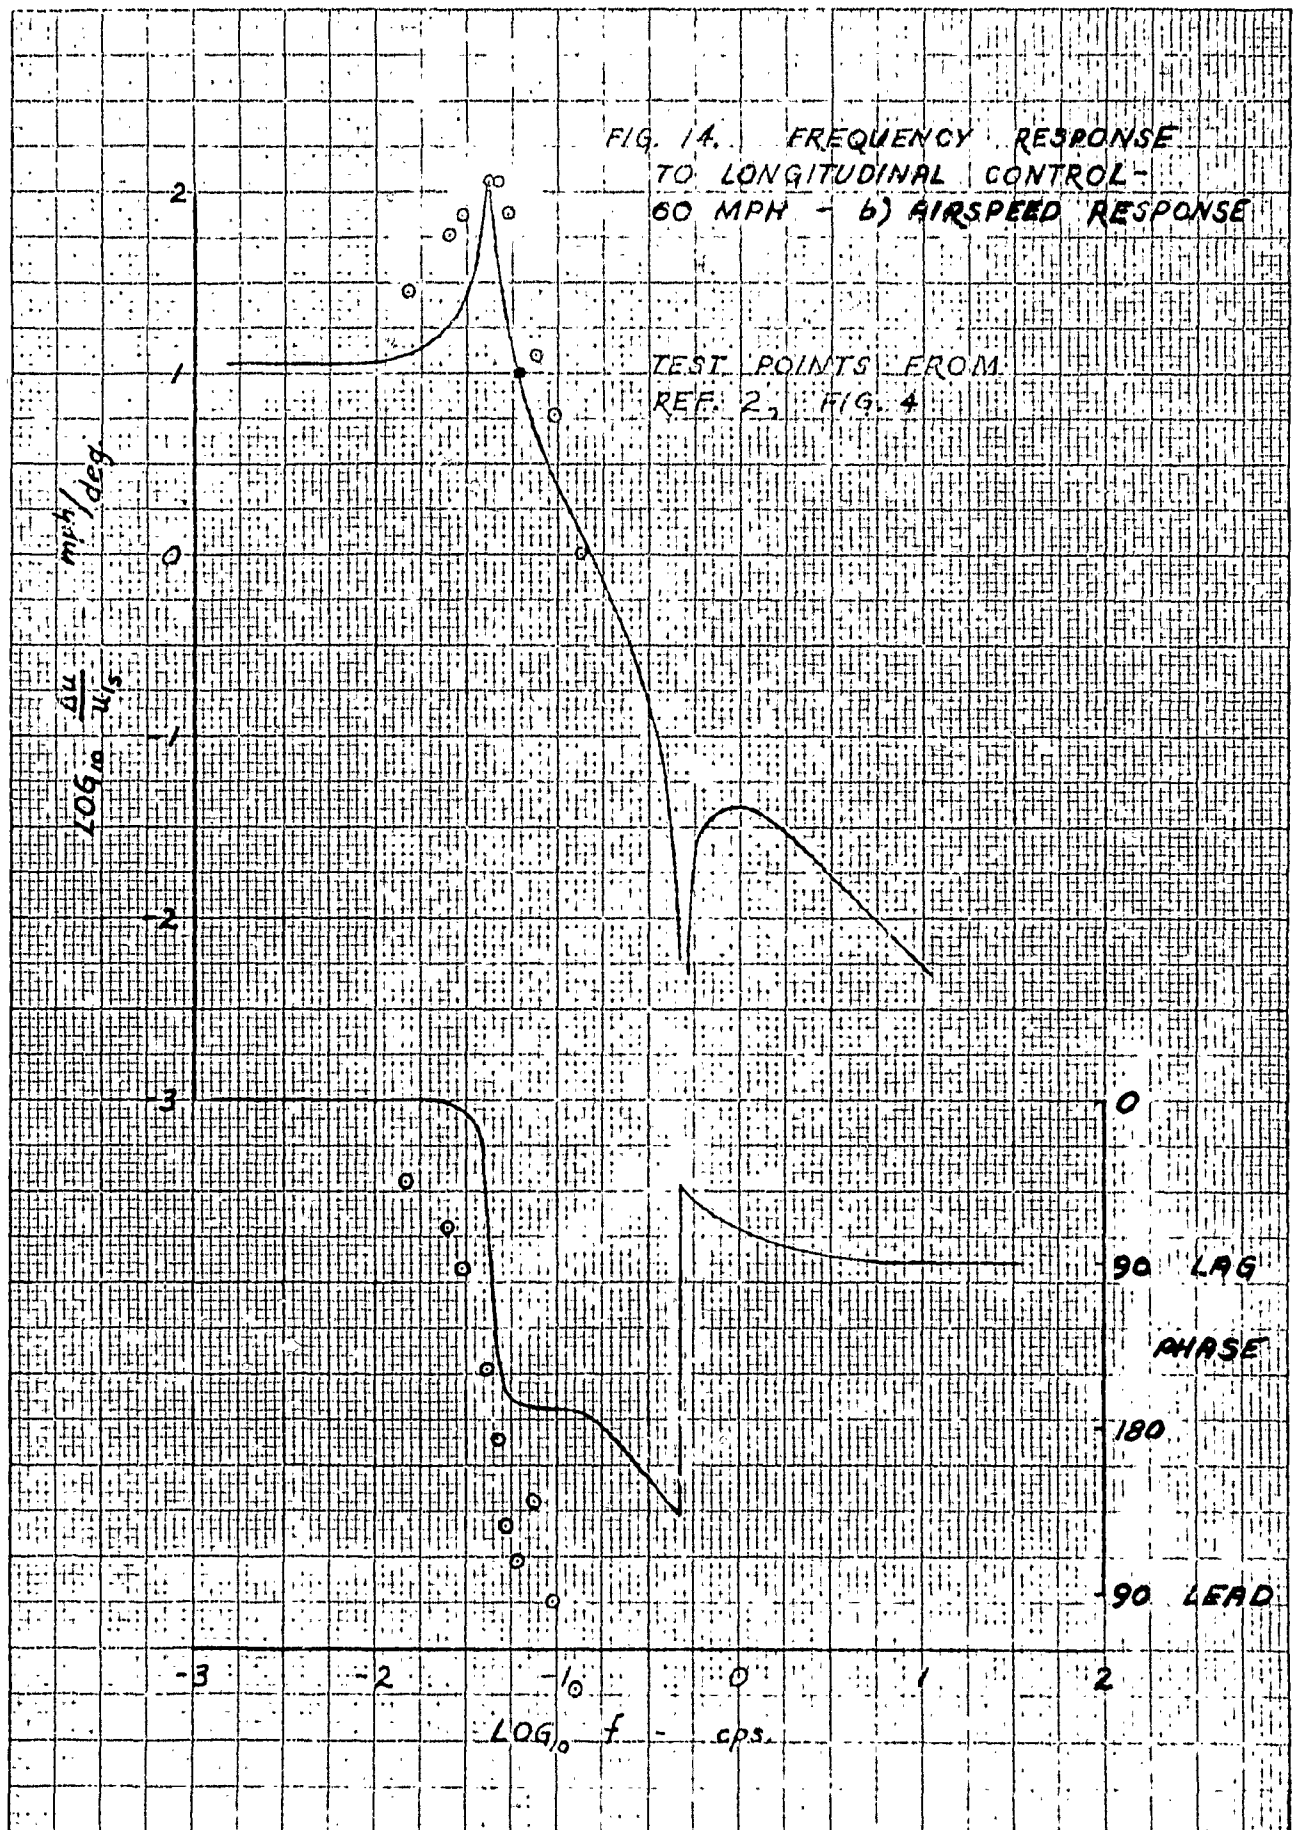 FIG. 14. FREQUENCY RESPONSE
TO LONGITUDINAL CONTROL-
60 MPH - b) AIRSPEED RESPONSE
2
TEST POINTS FROM
REF. 2, FIG. 4
1
mph/deg.
0
LOG10 Δu/u1s
-1
-2
-3
0
90 LAG
PHASE
180
90 LEAD
-3 -2 -1 0 1 2
LOG10 f - cps.